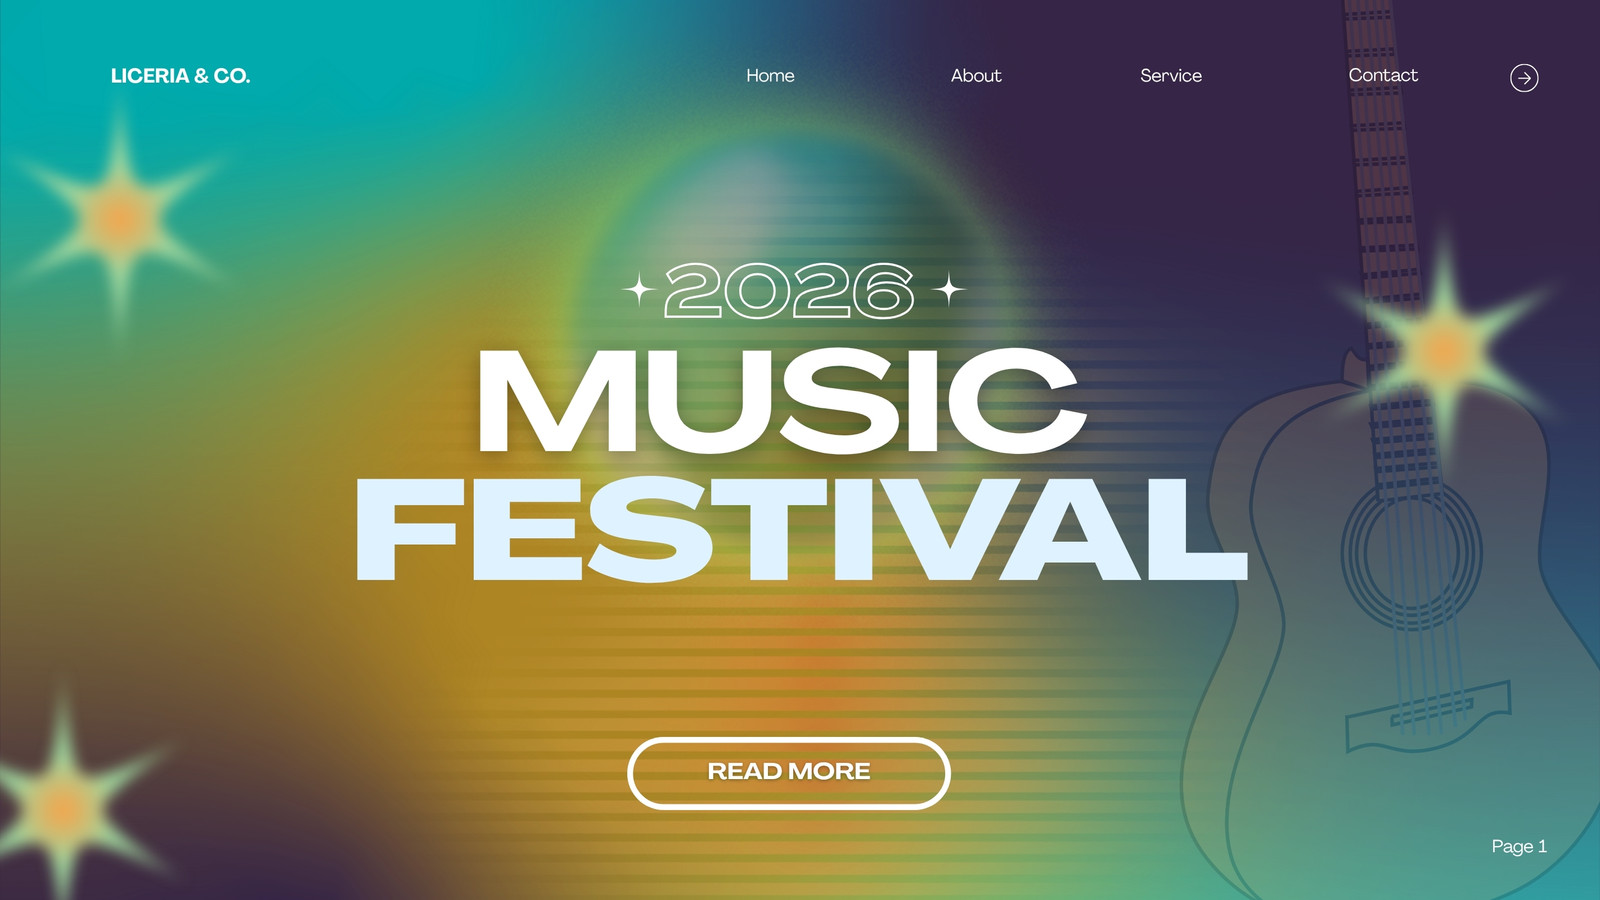 LICERIA & CO.
Home
About
Service
Contact
2026
MUSIC
FESTIVAL
READ MORE
Page 1